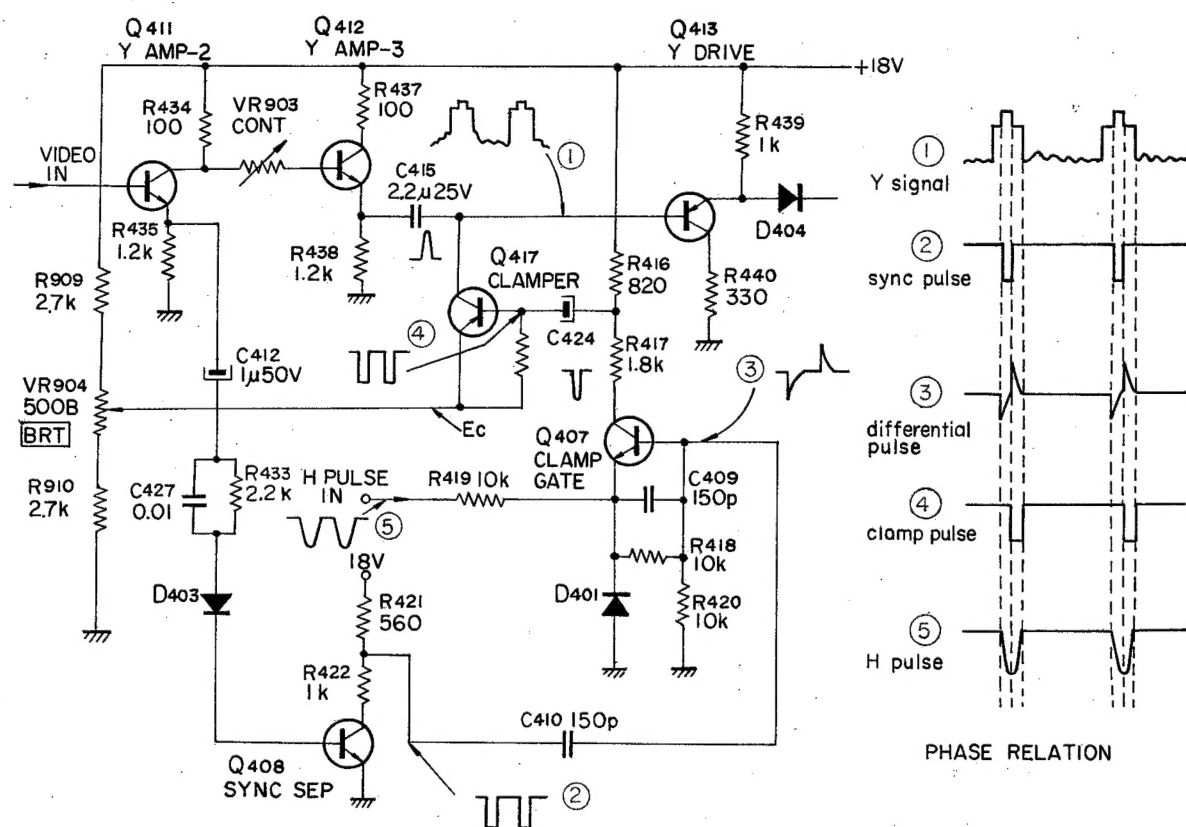 Q411
Y AMP-2
Q412
Y AMP-3
Q413
Y DRIVE
+18V
R434
100
VR903
CONT
R437
100
R439
1k
VIDEO
IN
C415
2.2μ25V
①
D404
R435
1.2k
R438
1.2k
Q417
CLAMPER
R416
820
R440
330
R909
2.7k
④
C424
R417
1.8k
③
C412
1μ50V
VR904
500B
BRT
Ec
Q407
CLAMP
GATE
R433
2.2k
C427
0.01
H PULSE
IN
R419 10k
C409
150p
R910
2.7k
⑤
18V
R418
10k
D403
R421
560
D401
R420
10k
R422
1k
C410 150p
Q408
SYNC SEP
②
①
Y signal
②
sync pulse
③
differential
pulse
④
clamp pulse
⑤
H pulse
PHASE RELATION